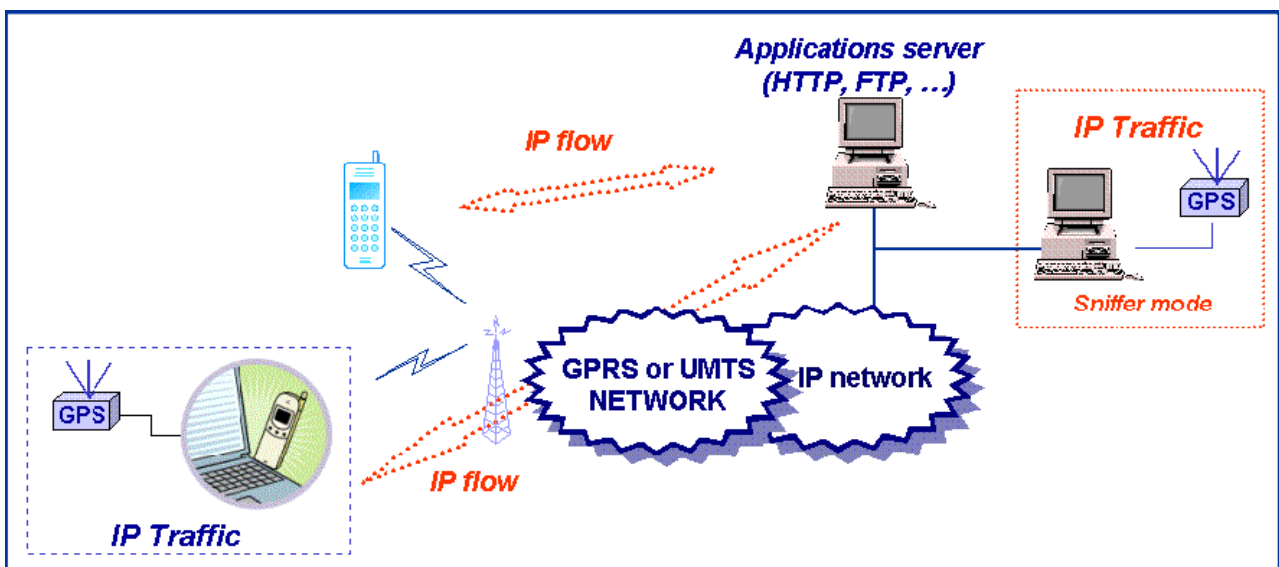 Applications server
(HTTP, FTP, …)
IP Traffic
IP flow
GPS
Sniffer mode
GPRS or UMTS
NETWORK
IP network
GPS
IP flow
IP Traffic